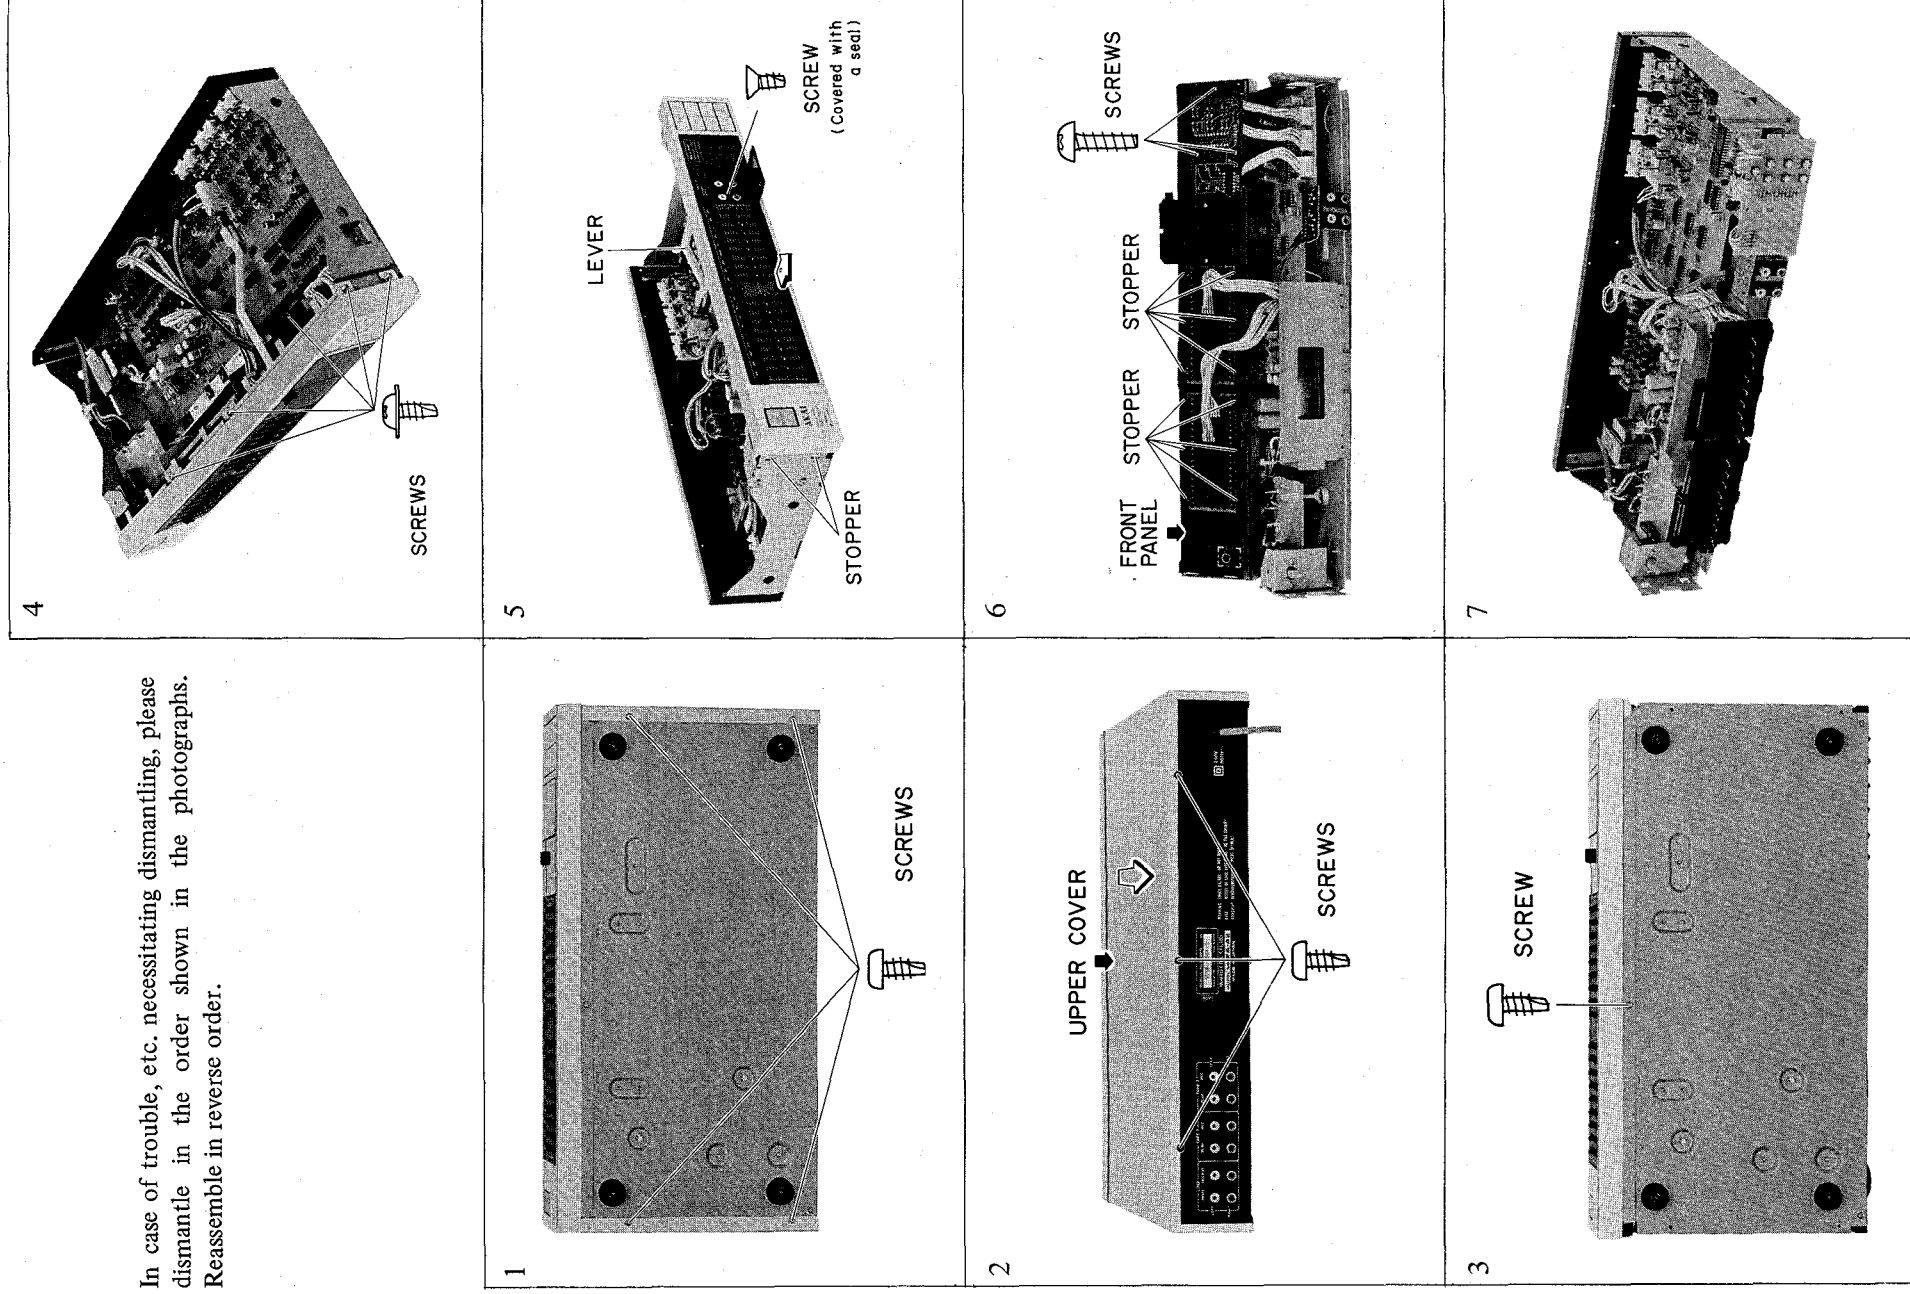 In case of trouble, etc. necessitating dismantling, please
dismantle in the order shown in the photographs.
Reassemble in reverse order.
1
SCREWS
2
UPPER COVER
SCREWS
3
SCREW
4
SCREWS
5
LEVER
SCREW
(Covered with
a seal)
STOPPER
AKAI
6
SCREWS
STOPPER
STOPPER
FRONT
PANEL
7